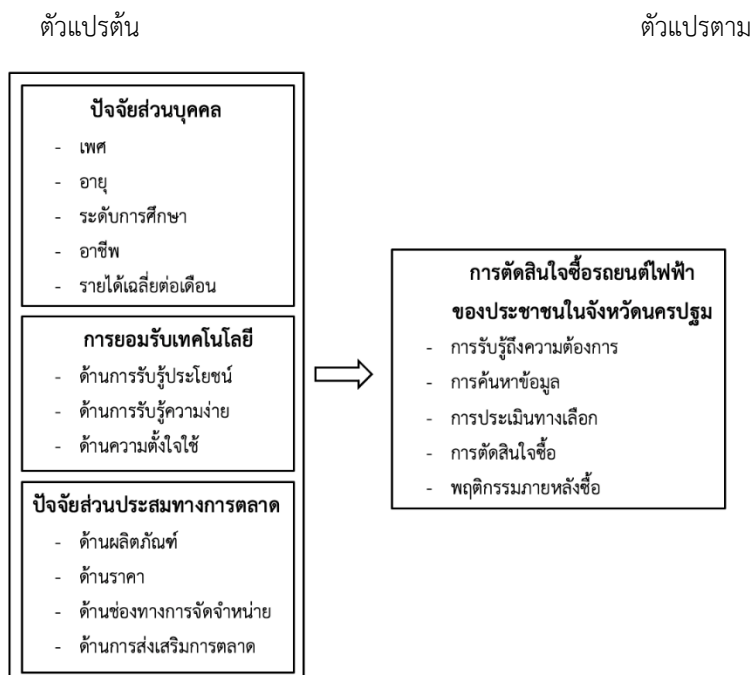 ตัวแปรต้น
ตัวแปรตาม
ปัจจัยส่วนบุคคล
- เพศ
- อายุ
- ระดับการศึกษา
- อาชีพ
- รายได้เฉลี่ยต่อเดือน
การยอมรับเทคโนโลยี
- ด้านการรับรู้ประโยชน์
- ด้านการรับรู้ความง่าย
- ด้านความตั้งใจใช้
ปัจจัยส่วนประสมทางการตลาด
- ด้านผลิตภัณฑ์
- ด้านราคา
- ด้านช่องทางการจัดจำหน่าย
- ด้านการส่งเสริมการตลาด
การตัดสินใจซื้อรถยนต์ไฟฟ้า
ของประชาชนในจังหวัดนครปฐม
- การรับรู้ถึงความต้องการ
- การค้นหาข้อมูล
- การประเมินทางเลือก
- การตัดสินใจซื้อ
- พฤติกรรมภายหลังซื้อ